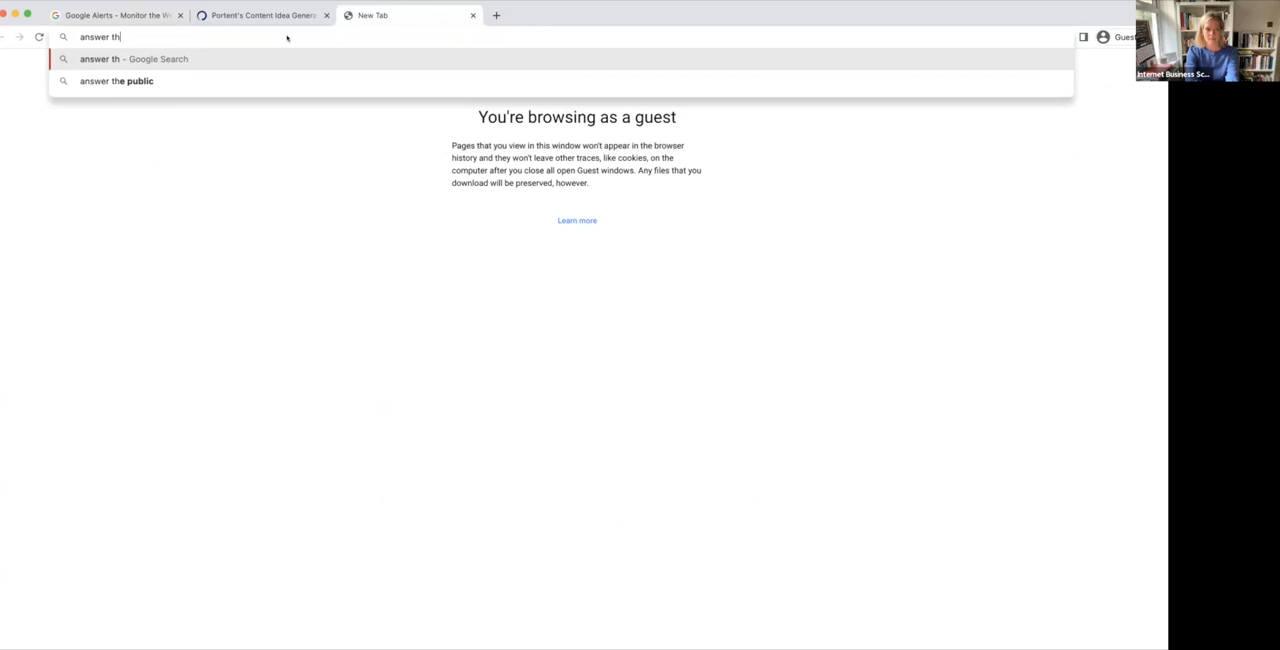 Google Alerts - Monitor the We
Portent's Content Idea Genera
New Tab
answer th
Guest
answer th - Google Search
answer the public
Internet Business Sc...
You're browsing as a guest
Pages that you view in this window won't appear in the browser
history and they won't leave other traces, like cookies, on the
computer after you close all open Guest windows. Any files that you
download will be preserved, however.
Learn more